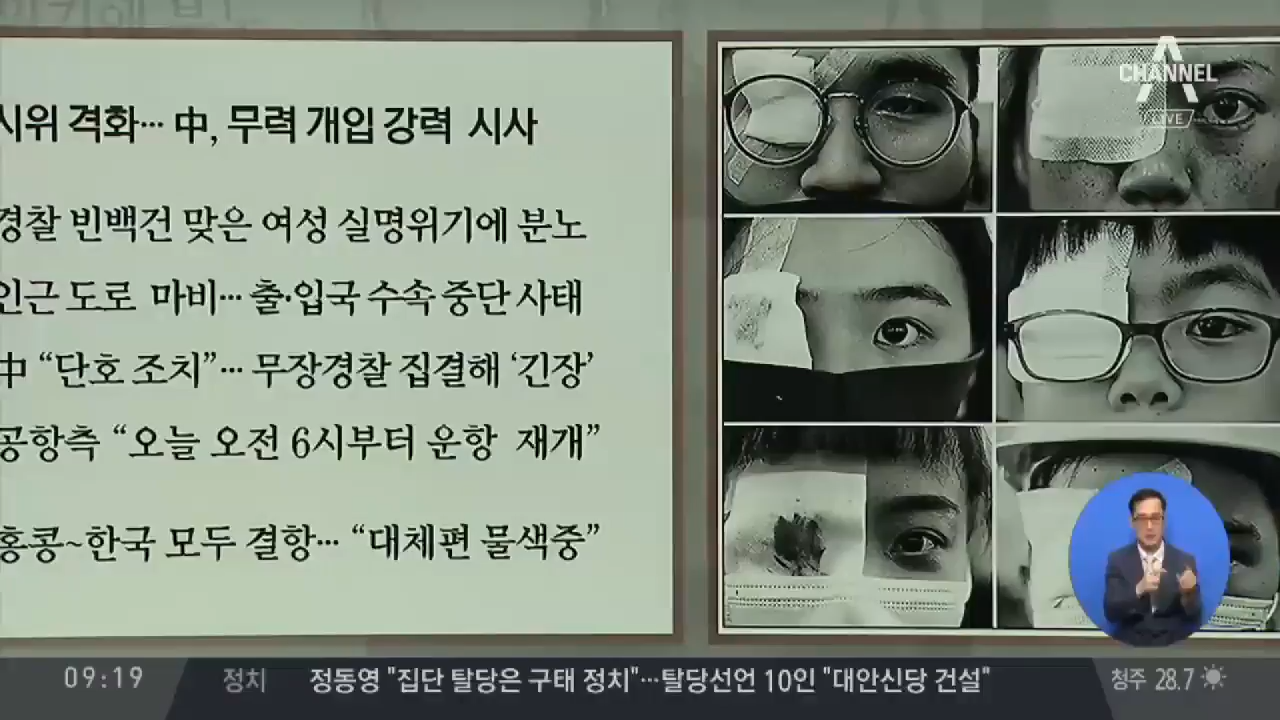 시위 격화… 中, 무력 개입 강력 시사
경찰 빈백건 맞은 여성 실명위기에 분노
인근 도로 마비… 출·입국 수속 중단 사태
中 “단호 조치”… 무장경찰 집결해 ‘긴장’
공항측 “오늘 오전 6시부터 운항 재개”
홍콩~한국 모두 결항… “대체편 물색중”
CHANNEL A
LIVE
09:19 정치 정동영 "집단 탈당은 구태 정치"…탈당선언 10인 "대안신당 건설" 청주 28.7